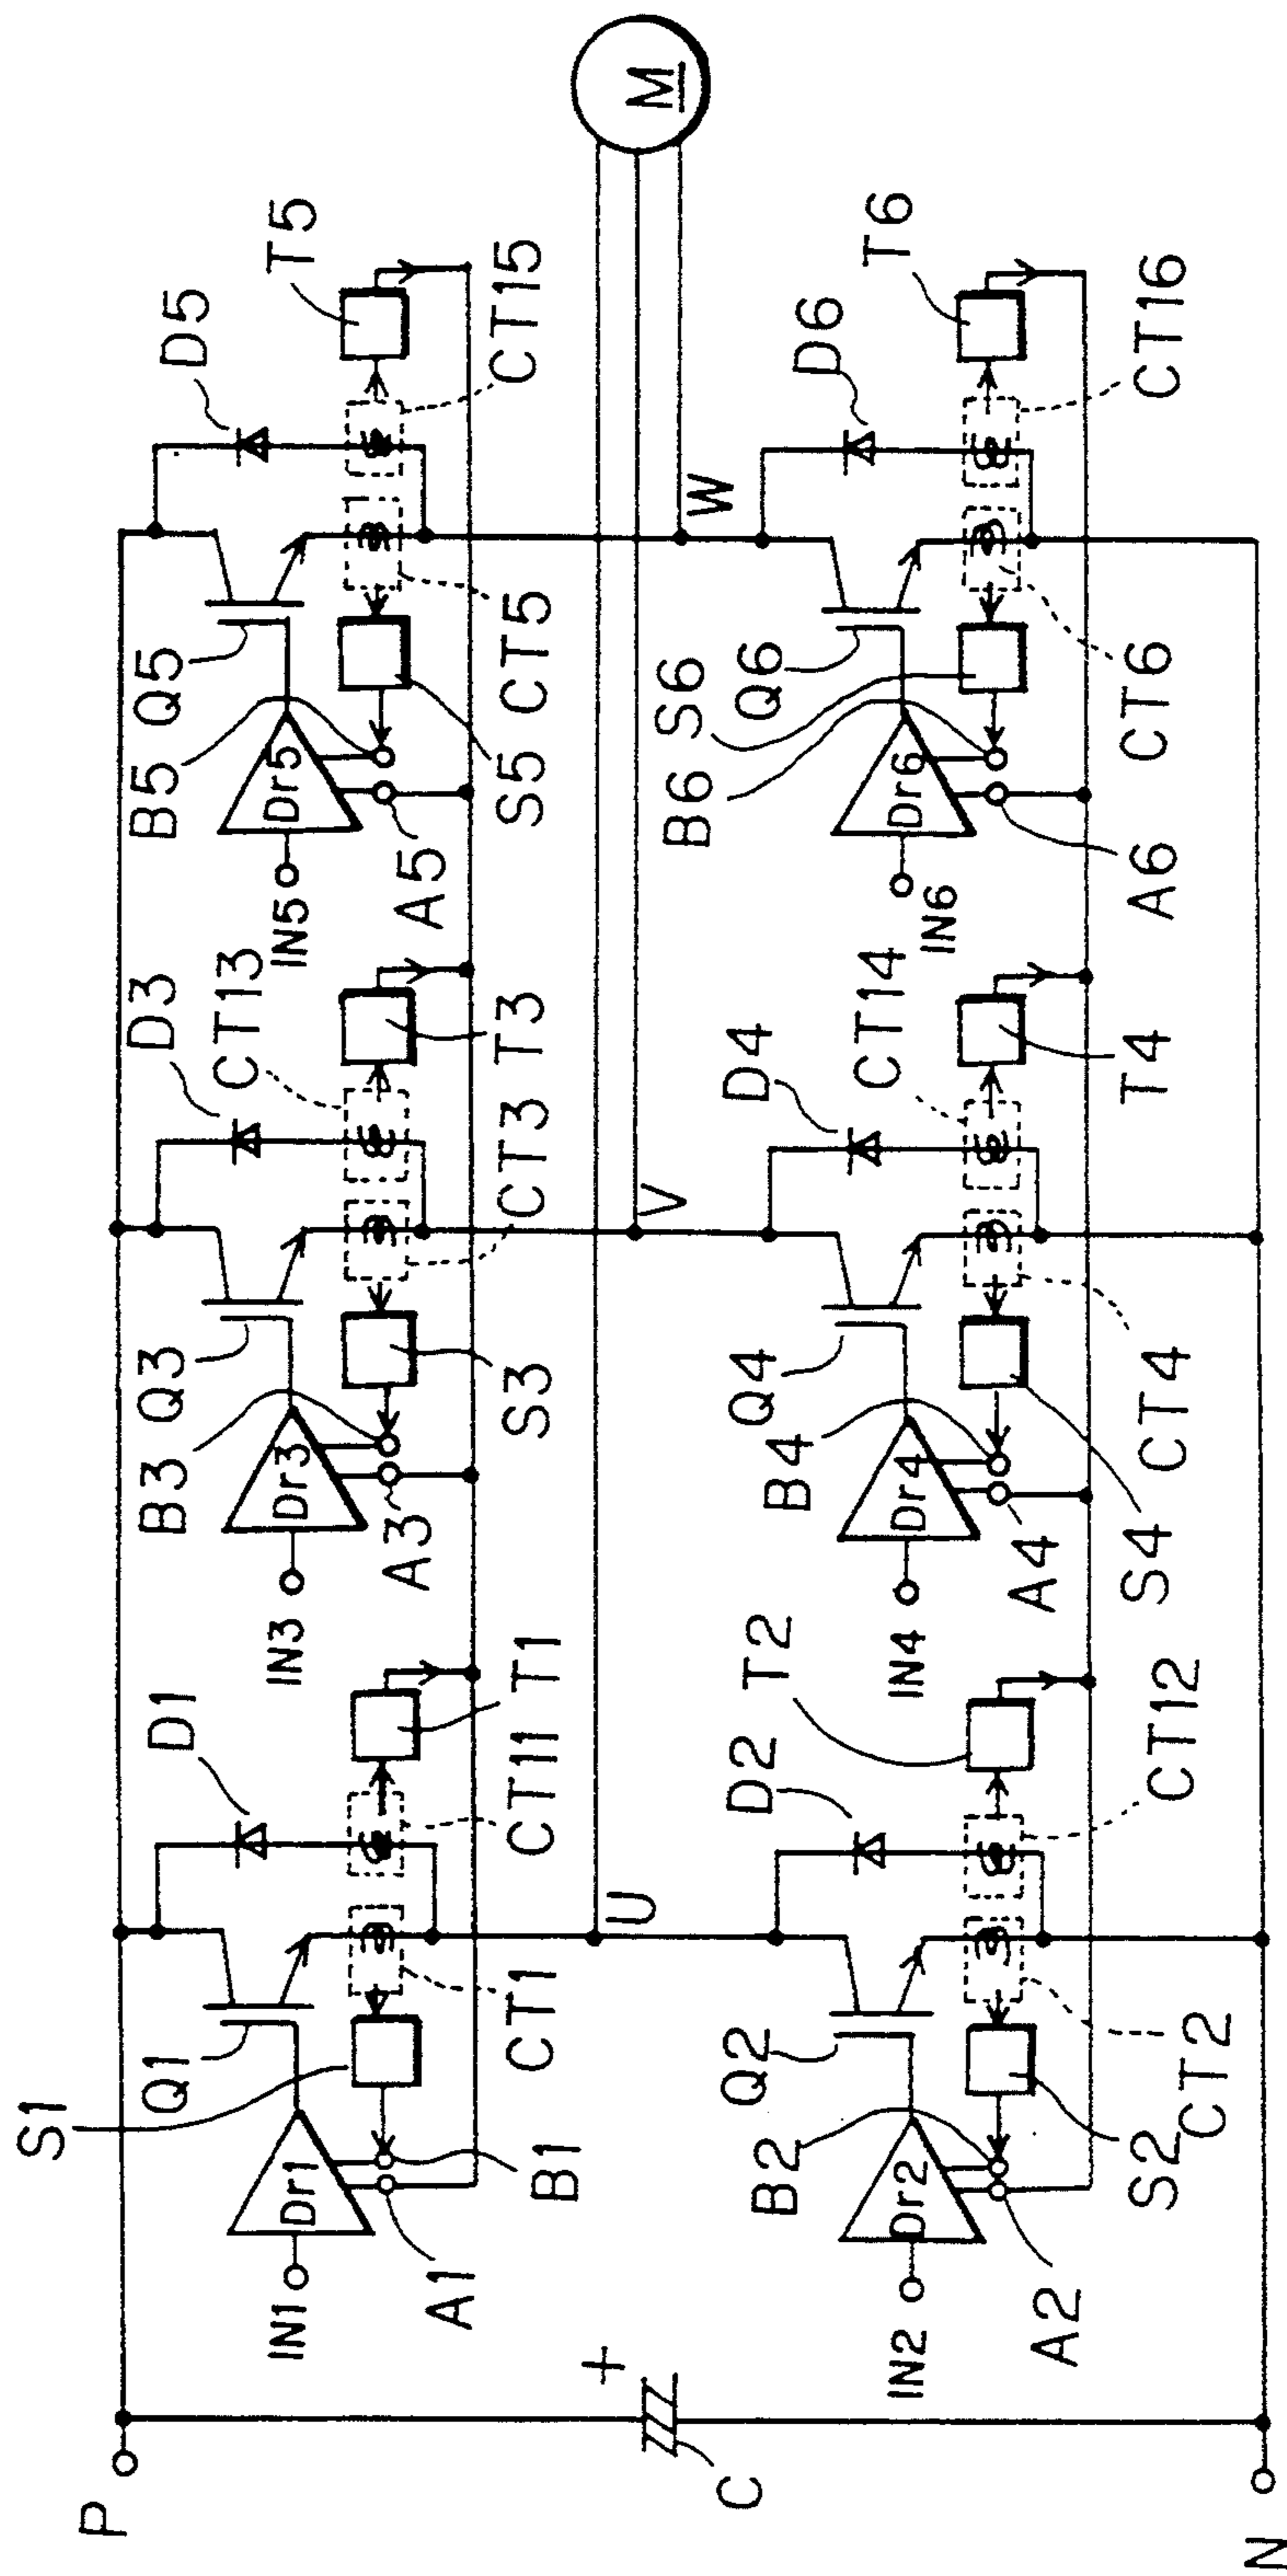 P
N
C
+
M
U
V
W
S1
Q1
D1
IN1
Dr1
A1
B1
CT1
CT11
T1
B3
Q3
D3
CT13
IN3
Dr3
A3
S3
CT3
T3
B5
Q5
D5
T5
IN5
Dr5
A5
S5
CT5
CT15
B2
Q2
D2
T2
IN2
Dr2
A2
S2
CT2
CT12
B4
Q4
D4
CT14
IN4
Dr4
A4
S4
CT4
T4
B6
S6
Q6
D6
T6
IN6
Dr6
A6
CT6
CT16